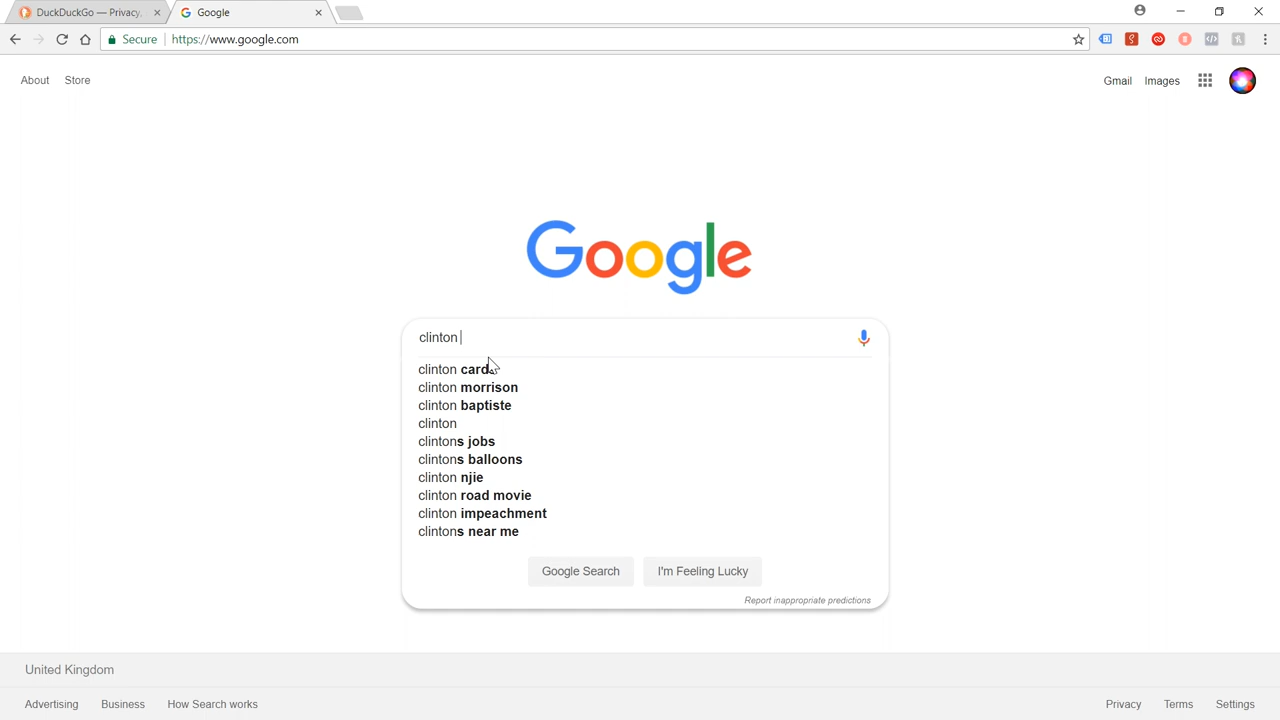 DuckDuckGo — Privacy,
Google
Secure
https://www.google.com
About Store
Gmail Images
Google
clinton
clinton cards
clinton morrison
clinton baptiste
clinton
clintons jobs
clintons balloons
clinton njie
clinton road movie
clinton impeachment
clintons near me
Google Search I'm Feeling Lucky
Report inappropriate predictions
United Kingdom
Advertising Business How Search works
Privacy Terms Settings